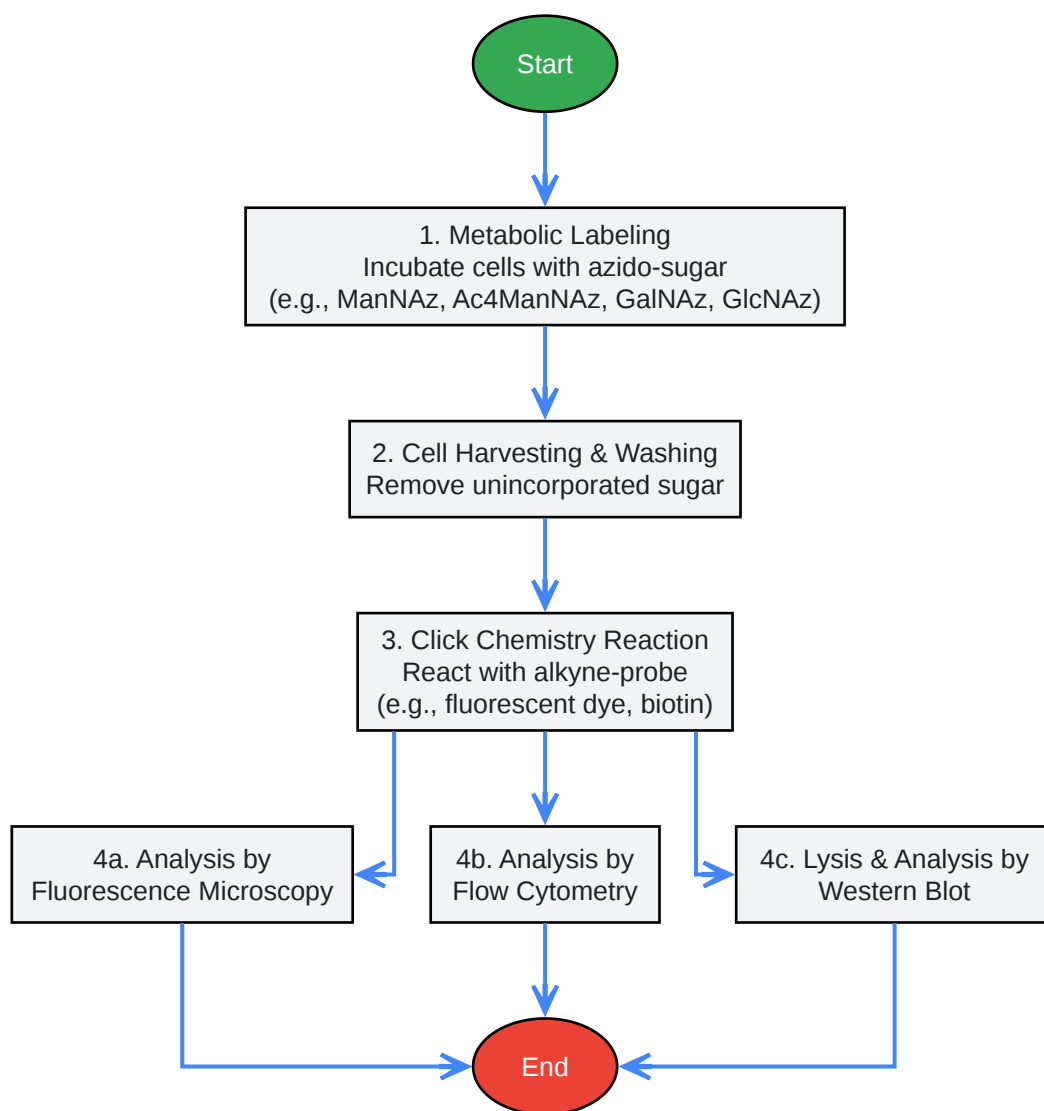 Start
1. Metabolic Labeling
Incubate cells with azido-sugar
(e.g., ManNAz, Ac4ManNAz, GalNAz, GlcNAz)
2. Cell Harvesting & Washing
Remove unincorporated sugar
3. Click Chemistry Reaction
React with alkyne-probe
(e.g., fluorescent dye, biotin)
4a. Analysis by
Fluorescence Microscopy
4b. Analysis by
Flow Cytometry
4c. Lysis & Analysis by
Western Blot
End